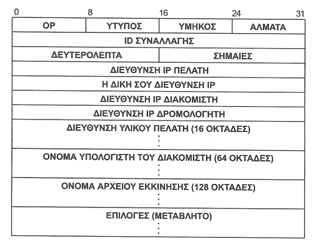 0 8 16 24 31
OP ΥΤΥΠΟΣ ΥΜΗΚΟΣ ΑΛΜΑΤΑ
ID ΣΥΝΑΛΛΑΓΗΣ
ΔΕΥΤΕΡΟΛΕΠΤΑ ΣΗΜΑΙΕΣ
ΔΙΕΥΘΥΝΣΗ IP ΠΕΛΑΤΗ
Η ΔΙΚΗ ΣΟΥ ΔΙΕΥΘΥΝΣΗ IP
ΔΙΕΥΘΥΝΣΗ IP ΔΙΑΚΟΜΙΣΤΗ
ΔΙΕΥΘΥΝΣΗ IP ΔΡΟΜΟΛΟΓΗΤΗ
ΔΙΕΥΘΥΝΣΗ ΥΛΙΚΟΥ ΠΕΛΑΤΗ (16 ΟΚΤΑΔΕΣ)
ΟΝΟΜΑ ΥΠΟΛΟΓΙΣΤΗ ΤΟΥ ΔΙΑΚΟΜΙΣΤΗ (64 ΟΚΤΑΔΕΣ)
ΟΝΟΜΑ ΑΡΧΕΙΟΥ ΕΚΚΙΝΗΣΗΣ (128 ΟΚΤΑΔΕΣ)
ΕΠΙΛΟΓΕΣ (ΜΕΤΑΒΛΗΤΟ)